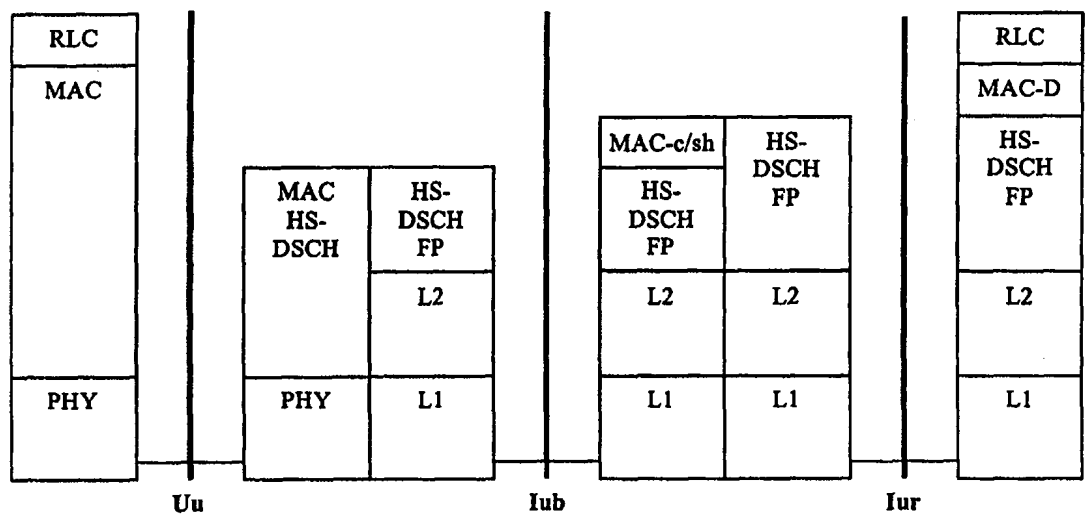 RLC
MAC
PHY
MAC
HS-
DSCH
PHY
HS-
DSCH
FP
L2
L1
MAC-c/sh
HS-
DSCH
FP
L2
L1
HS-
DSCH
FP
L2
L1
RLC
MAC-D
HS-
DSCH
FP
L2
L1
Uu
Iub
Iur